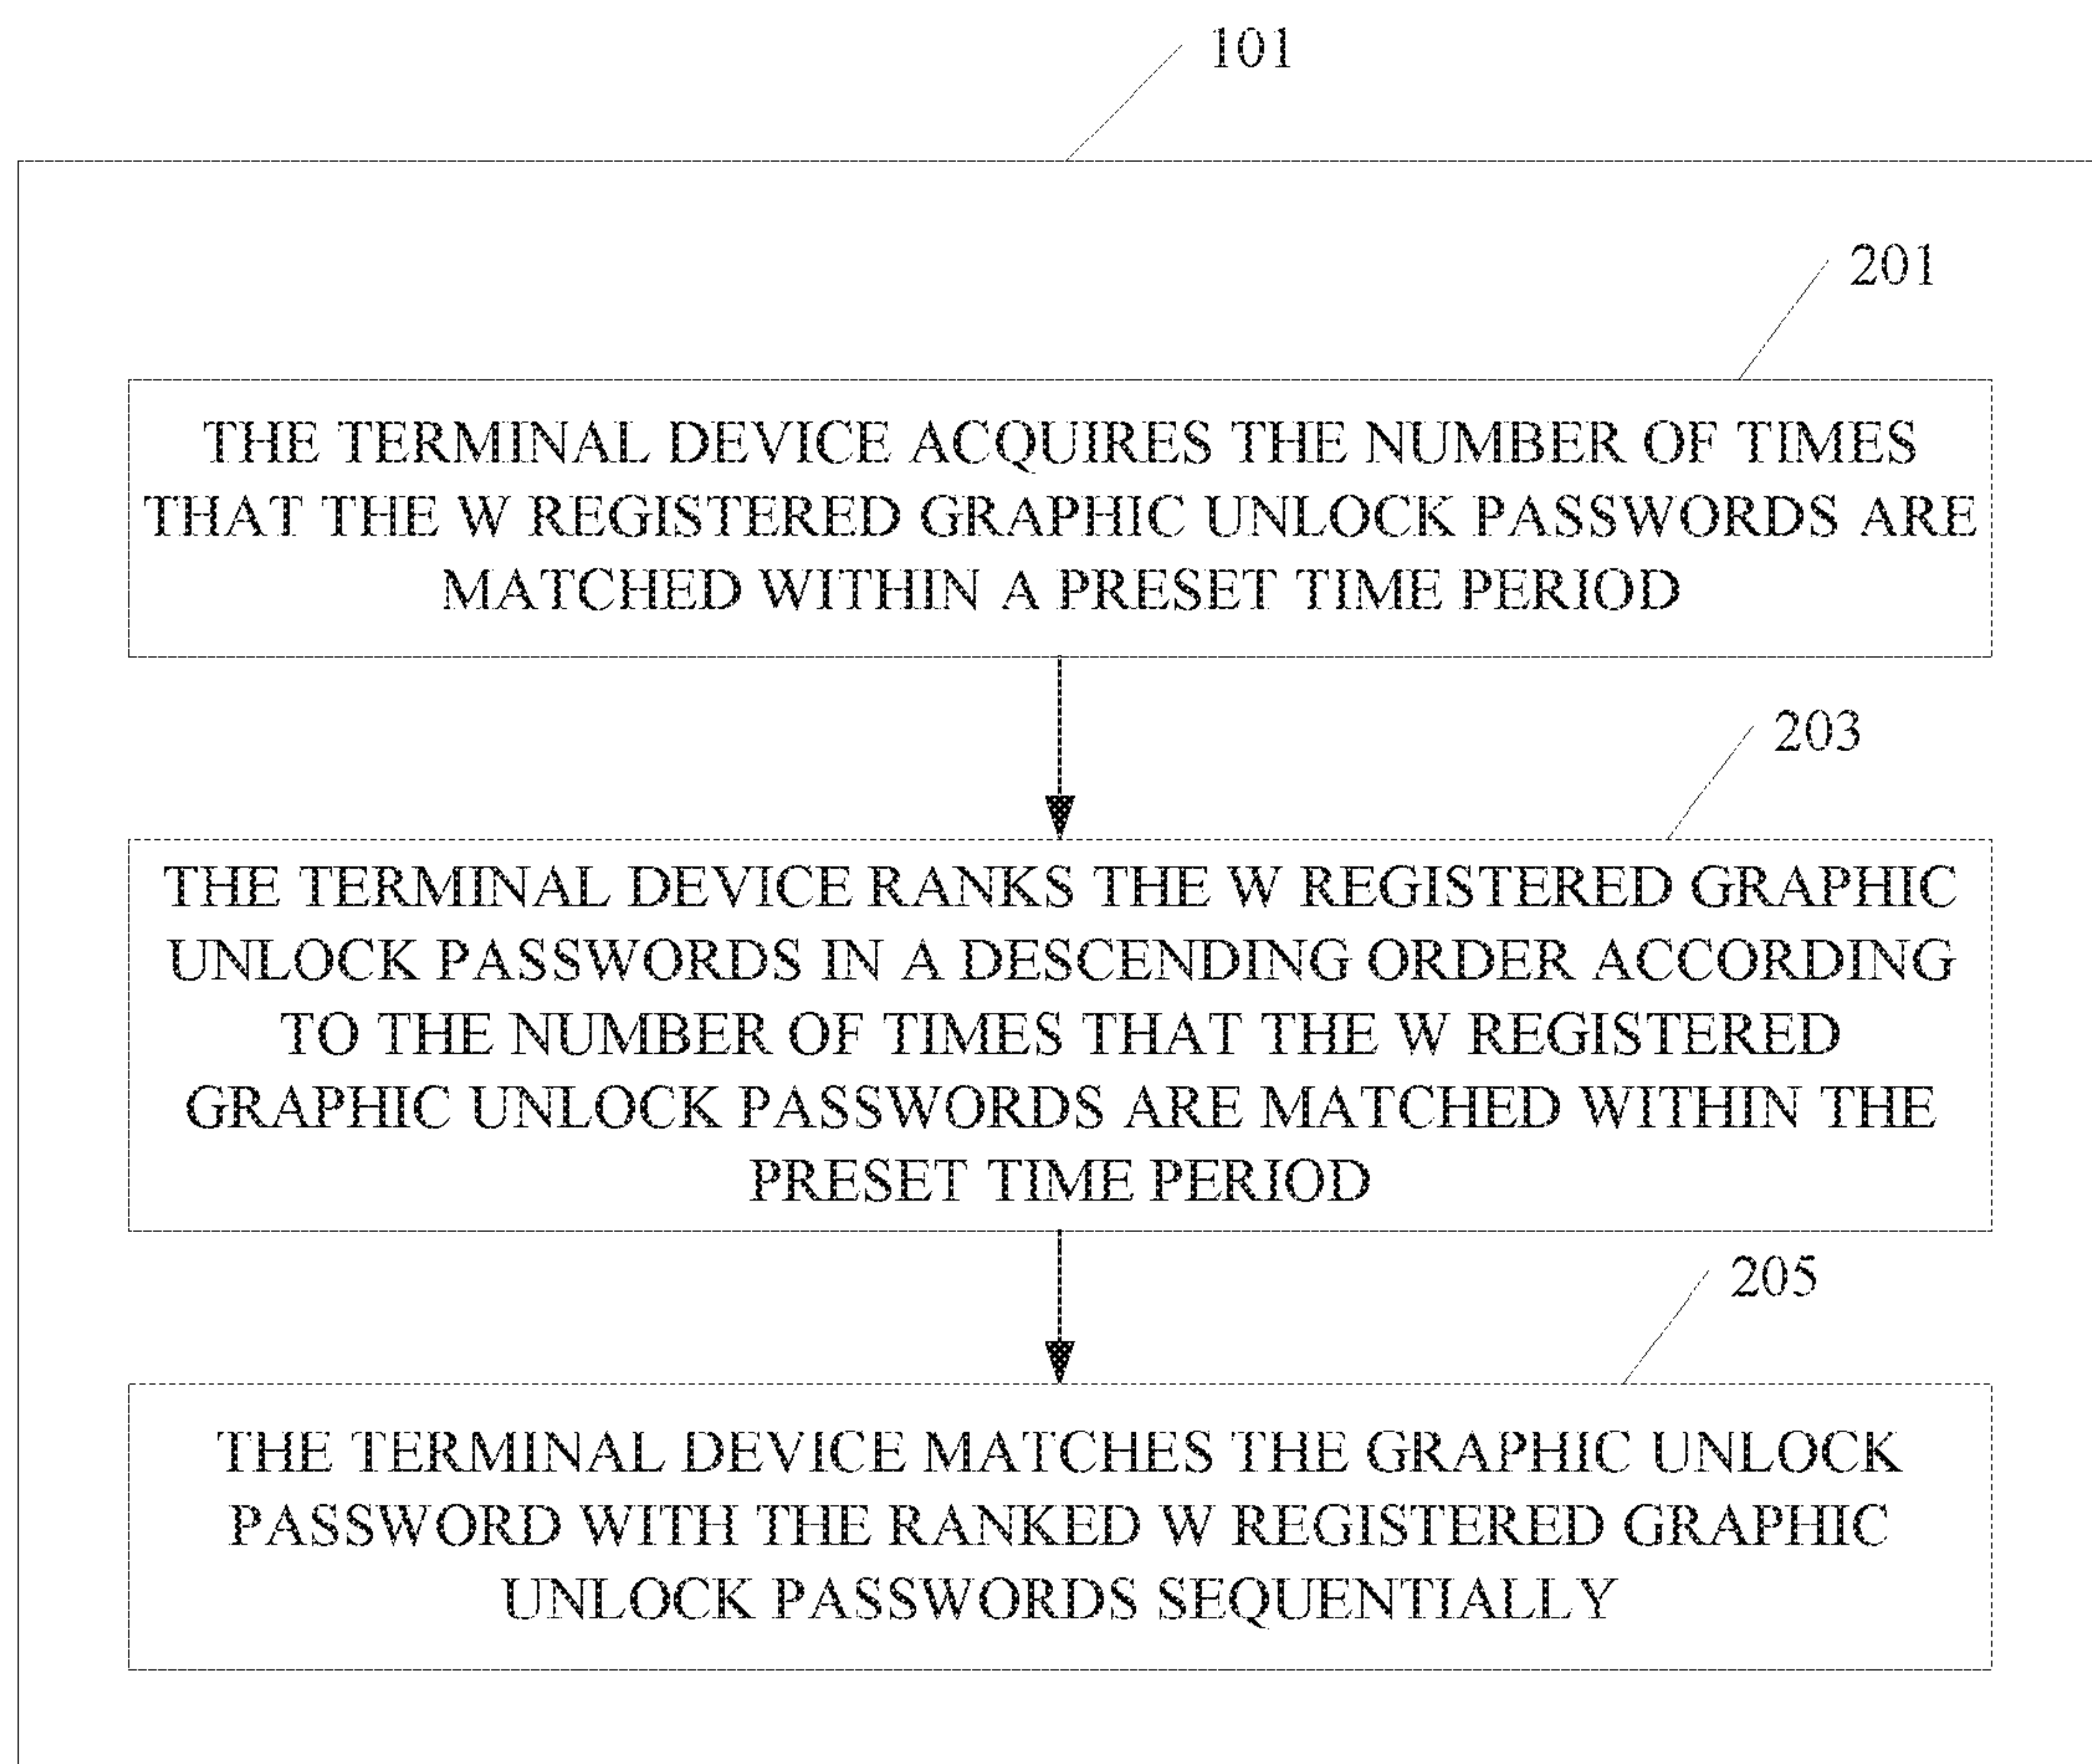 101
201
THE TERMINAL DEVICE ACQUIRES THE NUMBER OF TIMES
THAT THE W REGISTERED GRAPHIC UNLOCK PASSWORDS ARE
MATCHED WITHIN A PRESET TIME PERIOD
203
THE TERMINAL DEVICE RANKS THE W REGISTERED GRAPHIC
UNLOCK PASSWORDS IN A DESCENDING ORDER ACCORDING
TO THE NUMBER OF TIMES THAT THE W REGISTERED
GRAPHIC UNLOCK PASSWORDS ARE MATCHED WITHIN THE
PRESET TIME PERIOD
205
THE TERMINAL DEVICE MATCHES THE GRAPHIC UNLOCK
PASSWORD WITH THE RANKED W REGISTERED GRAPHIC
UNLOCK PASSWORDS SEQUENTIALLY